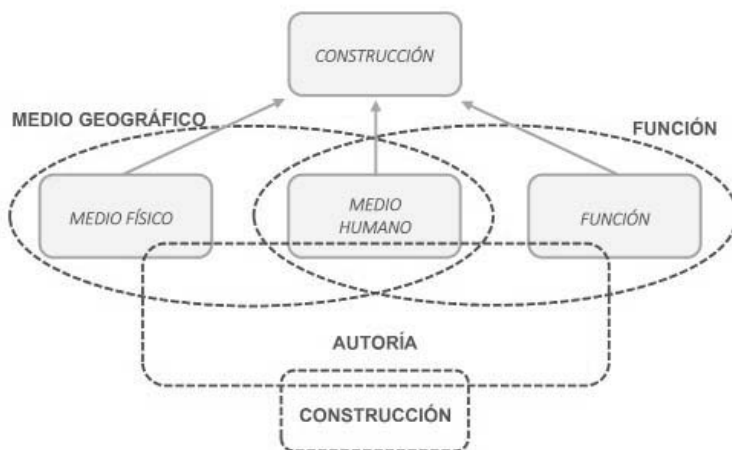 CONSTRUCCIÓN
MEDIO GEOGRÁFICO
FUNCIÓN
MEDIO FÍSICO
MEDIO
HUMANO
FUNCIÓN
AUTORÍA
CONSTRUCCIÓN